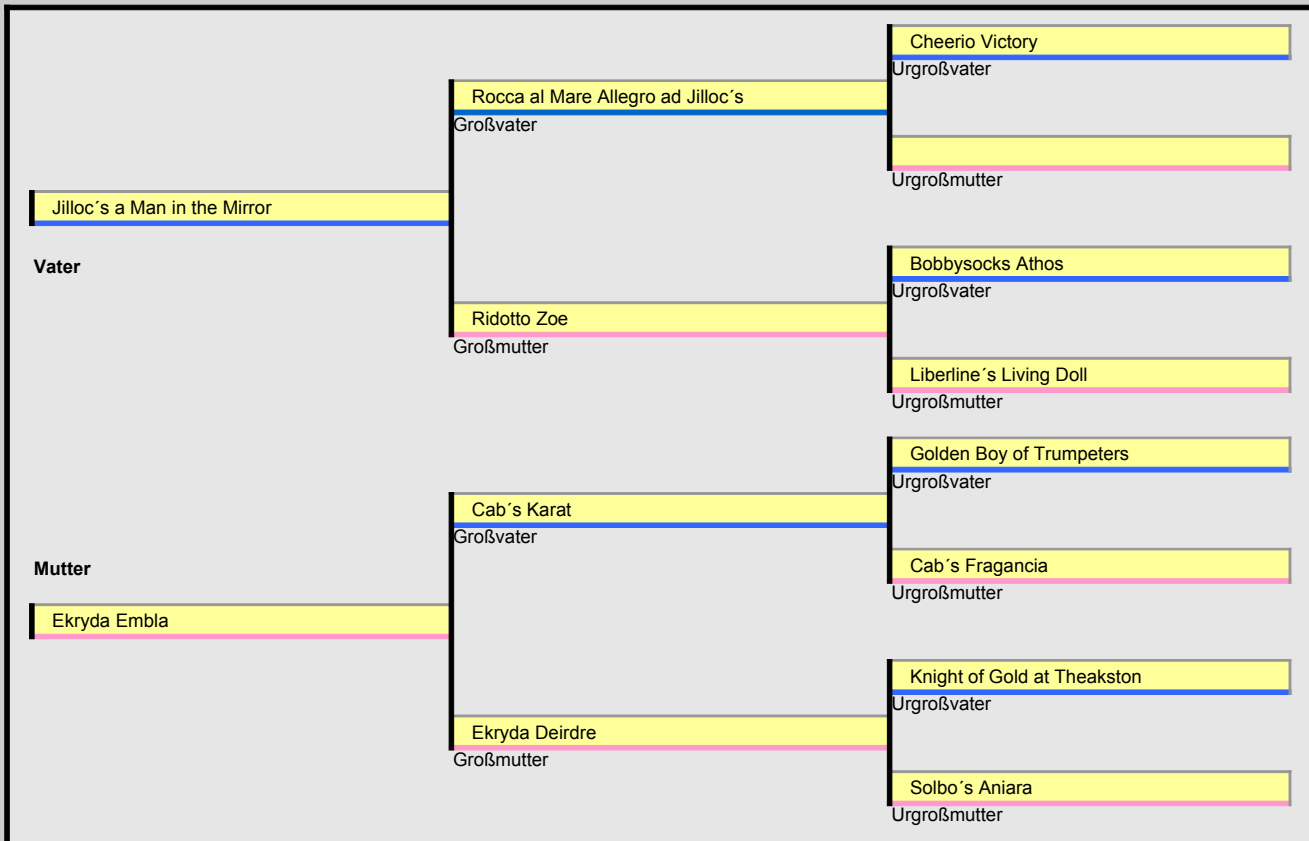 Cheerio Victory
Urgroßvater
Rocca al Mare Allegro ad Jilloc´s
Großvater
Urgroßmutter
Jilloc´s a Man in the Mirror
Vater
Bobbysocks Athos
Urgroßvater
Ridotto Zoe
Großmutter
Liberline´s Living Doll
Urgroßmutter
Golden Boy of Trumpeters
Urgroßvater
Cab´s Karat
Großvater
Cab´s Fragancia
Urgroßmutter
Mutter
Ekryda Embla
Knight of Gold at Theakston
Urgroßvater
Ekryda Deirdre
Großmutter
Solbo´s Aniara
Urgroßmutter